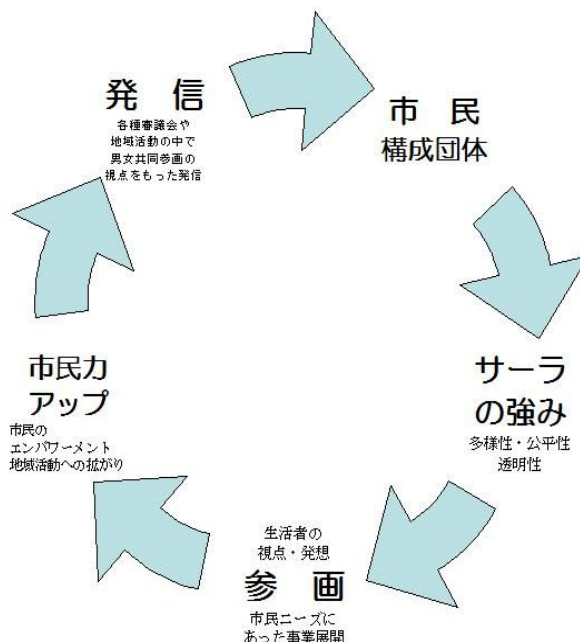 発　信
各種審議会や
地域活動の中で
男女共同参画の
視点をもった発信
市　民
構成団体
サーラ
の強み
多様性・公平性
透明性
生活者の
視点・発想
参　画
市民ニーズに
あった事業展開
市民力
アップ
市民の
エンパワーメント
地域活動への拡がり